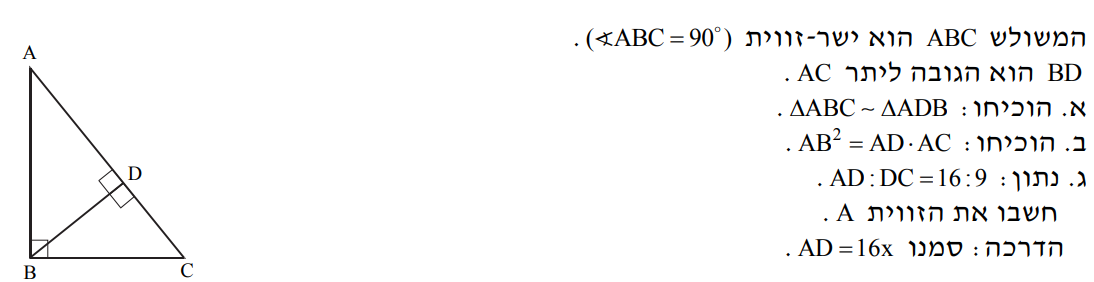 המשולש ABC הוא ישר-זווית (∢ABC = 90°) .
BD הוא הגובה ליתר AC .
א. הוכיחו : ΔABC ~ ΔADB .
ב. הוכיחו : AB² = AD · AC .
ג. נתון : AD : DC = 16 : 9 .
חשבו את הזווית A .
הדרכה : סמנו AD = 16x .
A
D
B
C